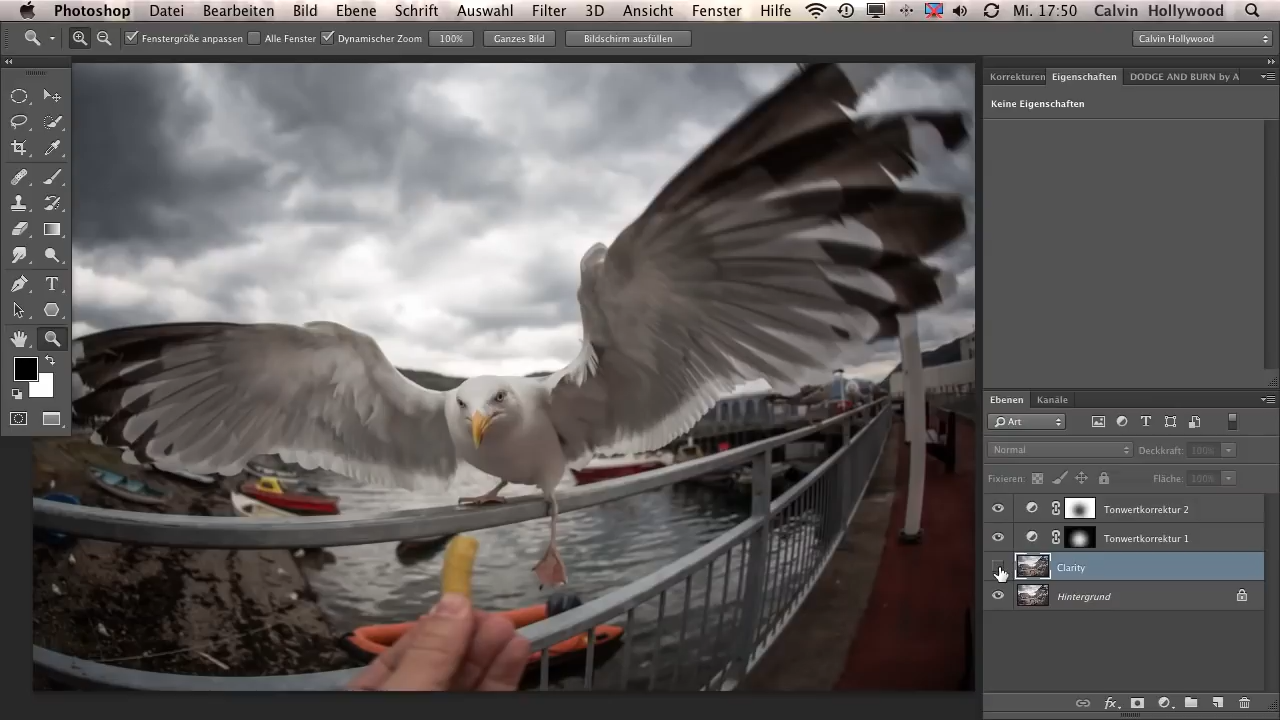 Photoshop Datei Bearbeiten Bild Ebene Schrift Auswahl Filter 3D Ansicht Fenster Hilfe Mi. 17:50 Calvin Hollywood
Fenstergröße anpassen Alle Fenster Dynamischer Zoom 100% Ganzes Bild Bildschirm ausfüllen Calvin Hollywood
Korrekturen Eigenschaften DODGE AND BURN by A
Keine Eigenschaften
Ebenen Kanäle
Art
Normal Deckkraft: 100%
Fixieren: Fläche: 100%
Tonwertkorrektur 2
Tonwertkorrektur 1
Clarity
Hintergrund